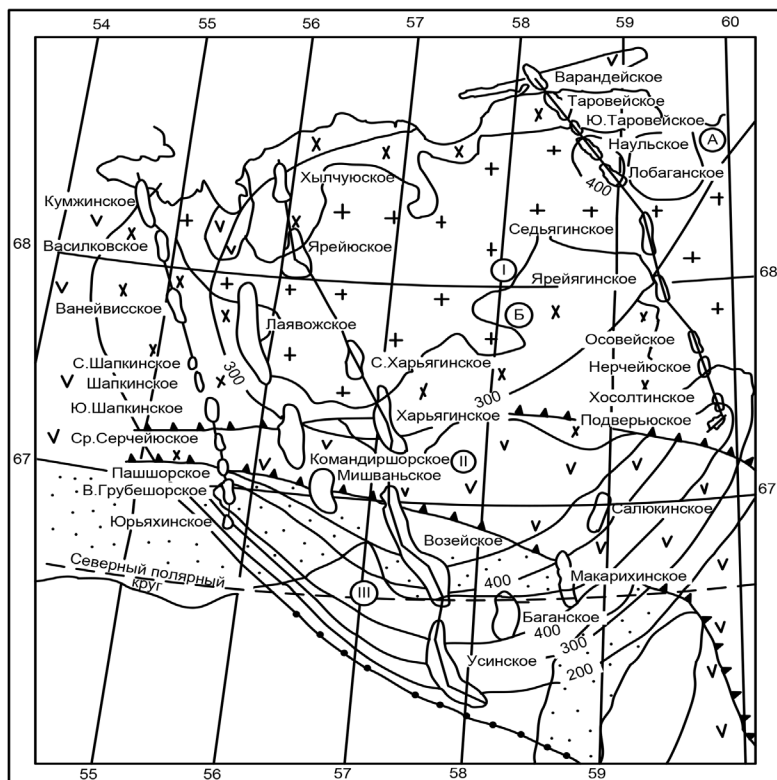 54 55 56 57 58 59 60
Варандейское
Таровейское
Ю.Таровейское
А
Наульское
Хылчуюское
400
Лобаганское
Кумжинское
Седьягинское
Василковское
Ярейюское
68
I
Ярейягинское
68
Ванейвисское
Лаявожское
Б
Осовейское
С.Шапкинское
300
С.Харьягинское
Нерчейюское
Шапкинское
300
Хосолтинское
Ю.Шапкинское
Харьягинское
Подверьюское
Ср.Серчейюское
Командиршорское
II
67
Пашшорское
Мишваньское
67
В.Грубешорское
Салюкинское
Юрьяхинское
Возейское
Северный полярный
круг
III
400
Макарихинское
Баганское
400
Усинское
300
200
55 56 57 58 59